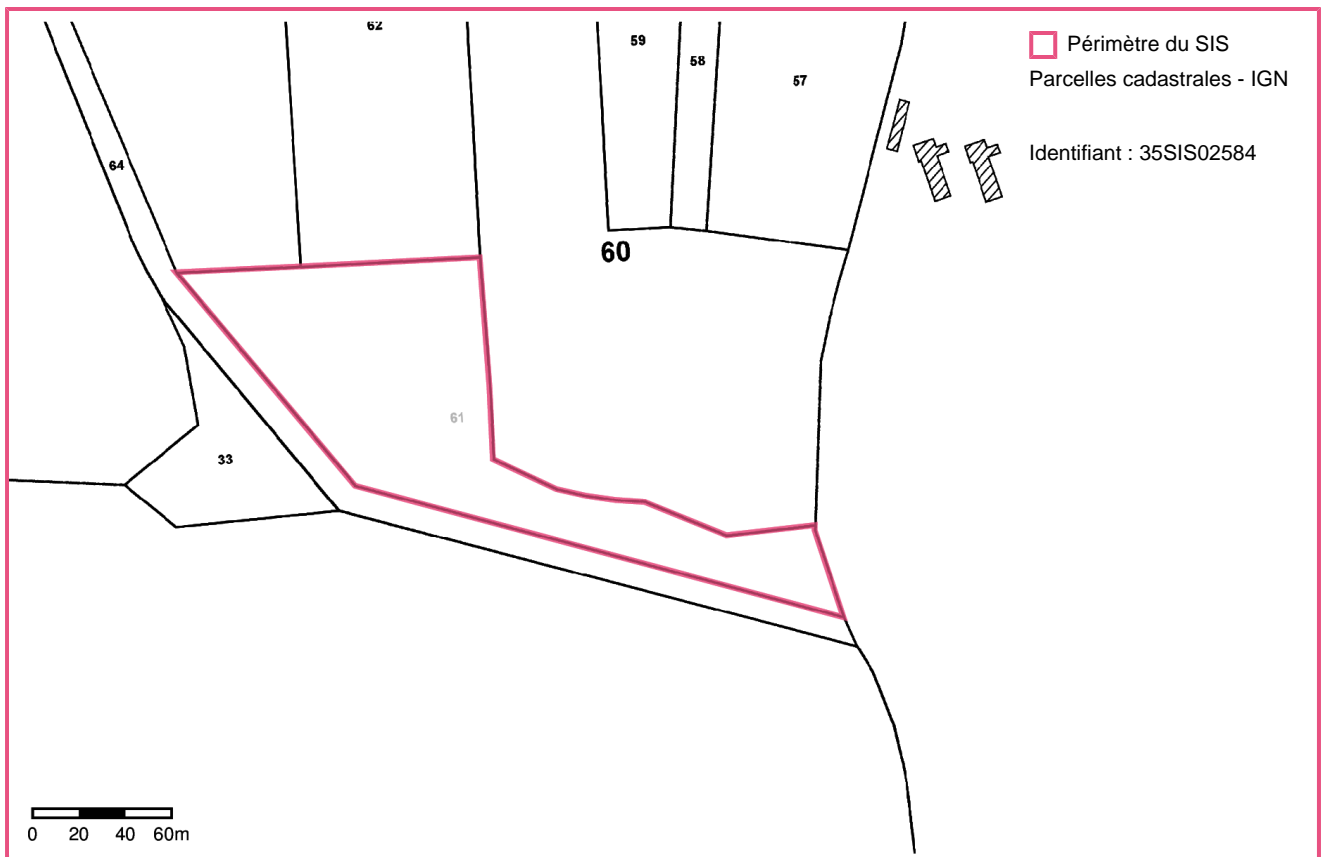 62
59
58
57
64
60
61
33
Périmètre du SIS
Parcelles cadastrales - IGN
Identifiant : 35SIS02584
0 20 40 60m